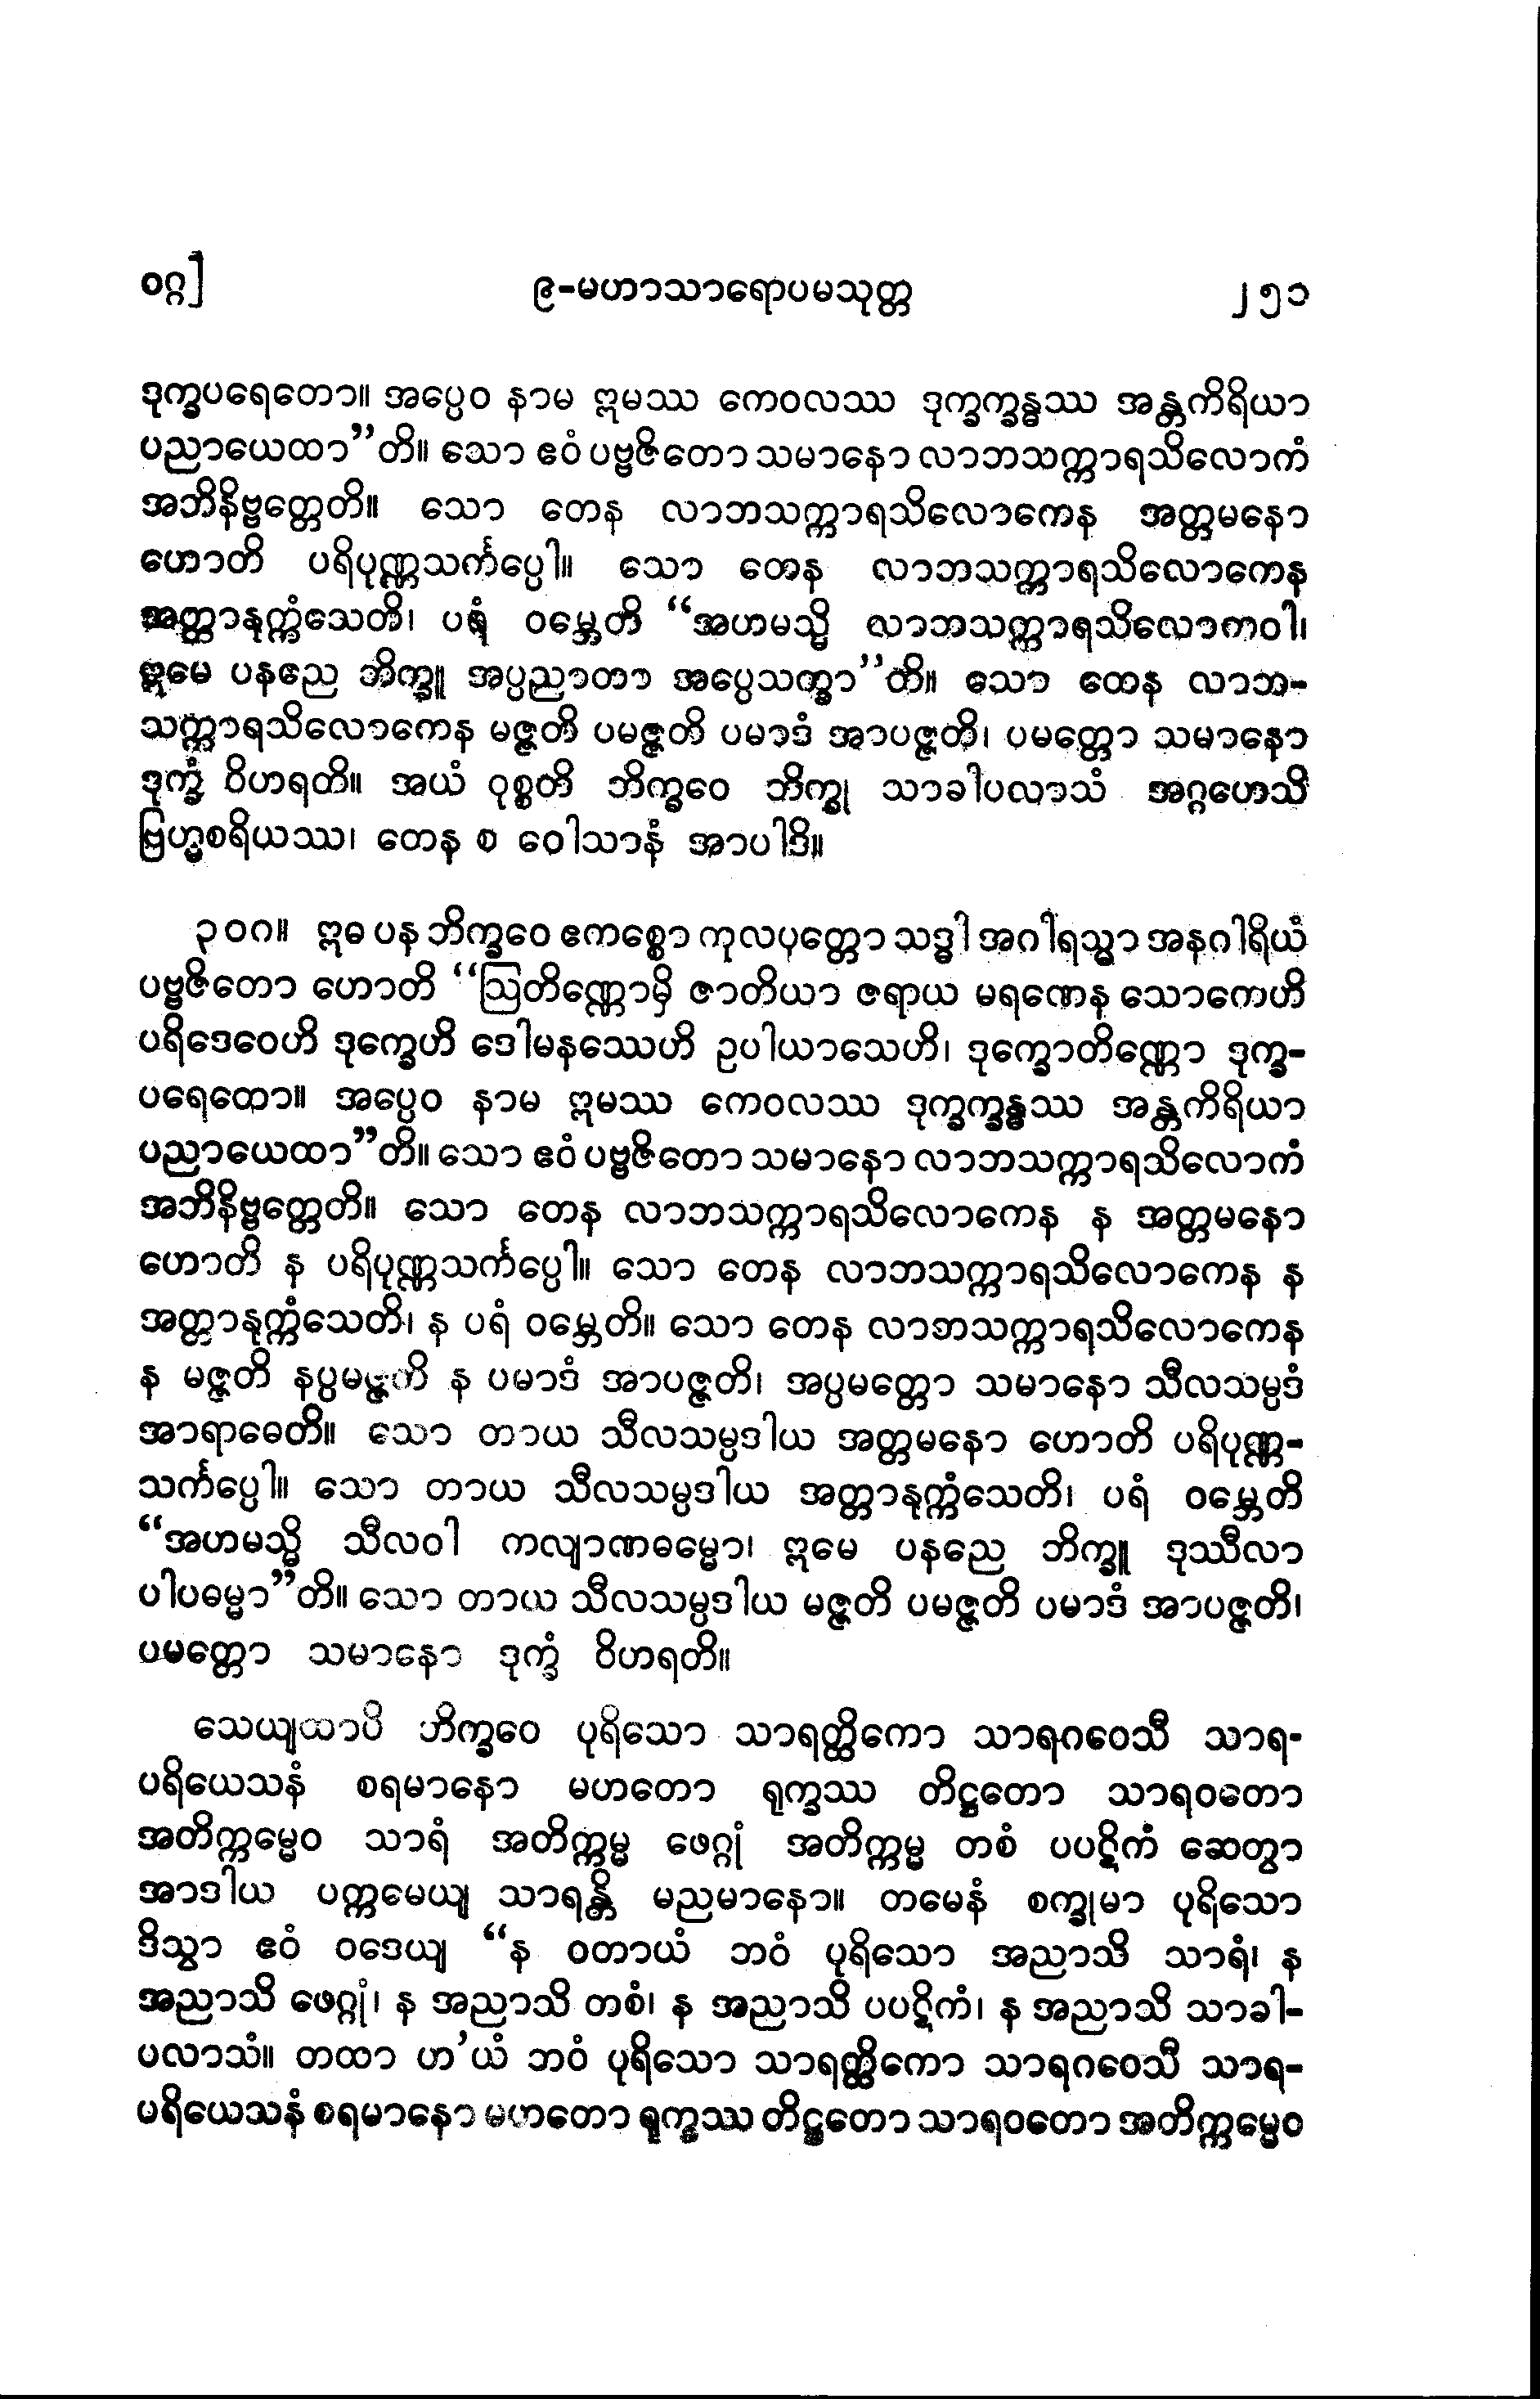 ဝဂ္ဂ]	၉-မဟာသာရောပမသုတ္တ	၂၅၁
ဒုက္ခပရေတော။ အပ္ပေဝ နာမ ဣမဿ ကေဝလဿ ဒုက္ခက္ခန္ဓဿ အန္တကိရိယာ
ပညာယေထာ”တိ။ သော ဧဝံ ပဗ္ဗဇိတော သမာနော လာဘသက္ကာရသိလောကံ
အဘိနိဗ္ဗတ္တေတိ။ သော တေန လာဘသက္ကာရသိလောကေန အတ္တမနော
ဟောတိ ပရိပုဏ္ဏသင်္ကပ္ပေါ။ သော တေန လာဘသက္ကာရသိလောကေန
အတ္တာနုက္ကံသေတိ၊ ပရံ ဝမ္ဘေတိ “အဟမသ္မိ လာဘသက္ကာရသိလောကဝါ၊
ဣမေ ပနညေ ဘိက္ခူ အပ္ပညာတာ အပ္ပေသက္ခာ”တိ။ သော တေန လာဘ-
သက္ကာရသိလောကေန မဇ္ဇတိ ပမဇ္ဇတိ ပမာဒံ အာပဇ္ဇတိ၊ ပမတ္တော သမာနော
ဒုက္ခံ ဝိဟရတိ။ အယံ ဝုစ္စတိ ဘိက္ခဝေ ဘိက္ခု သာခါပလာသံ အဂ္ဂဟေသိ
ဗြဟ္မစရိယဿ၊ တေန စ ဝေါသာနံ အာပါဒိ။
၃၀၈။ ဣဓ ပန ဘိက္ခဝေ ဧကစ္စော ကုလပုတ္တော သဒ္ဓါ အဂါရသ္မာ အနဂါရိယံ
ပဗ္ဗဇိတော ဟောတိ “ဩတိဏ္ဏောမှိ ဇာတိယာ ဇရာယ မရဏေန သောကေဟိ
ပရိဒေဝေဟိ ဒုက္ခေဟိ ဒေါမနဿေဟိ ဥပါယာသေဟိ၊ ဒုက္ခောတိဏ္ဏော ဒုက္ခ-
ပရေတော။ အပ္ပေဝ နာမ ဣမဿ ကေဝလဿ ဒုက္ခက္ခန္ဓဿ အန္တကိရိယာ
ပညာယေထာ”တိ။ သော ဧဝံ ပဗ္ဗဇိတော သမာနော လာဘသက္ကာရသိလောကံ
အဘိနိဗ္ဗတ္တေတိ။ သော တေန လာဘသက္ကာရသိလောကေန န အတ္တမနော
ဟောတိ န ပရိပုဏ္ဏသင်္ကပ္ပေါ။ သော တေန လာဘသက္ကာရသိလောကေန န
အတ္တာနုက္ကံသေတိ၊ န ပရံ ဝမ္ဘေတိ။ သော တေန လာဘသက္ကာရသိလောကေန
န မဇ္ဇတိ နပ္ပမဇ္ဇတိ န ပမာဒံ အာပဇ္ဇတိ၊ အပ္ပမတ္တော သမာနော သီလသမ္ပဒံ
အာရာဓေတိ။ သော တာယ သီလသမ္ပဒါယ အတ္တမနော ဟောတိ ပရိပုဏ္ဏ-
သင်္ကပ္ပေါ။ သော တာယ သီလသမ္ပဒါယ အတ္တာနုက္ကံသေတိ၊ ပရံ ဝမ္ဘေတိ
“အဟမသ္မိ သီလဝါ ကလျာဏဓမ္မော၊ ဣမေ ပနညေ ဘိက္ခူ ဒုဿီလာ
ပါပဓမ္မာ”တိ။ သော တာယ သီလသမ္ပဒါယ မဇ္ဇတိ ပမဇ္ဇတိ ပမာဒံ အာပဇ္ဇတိ၊
ပမတ္တော သမာနော ဒုက္ခံ ဝိဟရတိ။
သေယျထာပိ ဘိက္ခဝေ ပုရိသော သာရတ္ထိကော သာရဂဝေသီ သာရ-
ပရိယေသနံ စရမာနော မဟတော ရုက္ခဿ တိဋ္ဌတော သာရဝတော
အတိက္ကမ္မေဝ သာရံ အတိက္ကမ္မ ဖေဂ္ဂုံ အတိက္ကမ္မ တစံ ပပဋိကံ ဆေတွာ
အာဒါယ ပက္ကမေယျ သာရန္တိ မညမာနော။ တမေနံ စက္ခုမာ ပုရိသော
ဒိသွာ ဧဝံ ဝဒေယျ “န ဝတာယံ ဘဝံ ပုရိသော အညာသိ သာရံ၊ န
အညာသိ ဖေဂ္ဂုံ၊ န အညာသိ တစံ၊ န အညာသိ ပပဋိကံ၊ န အညာသိ သာခါ-
ပလာသံ။ တထာ ဟ’ယံ ဘဝံ ပုရိသော သာရတ္ထိကော သာရဂဝေသီ သာရ-
ပရိယေသနံ စရမာနော မဟတော ရုက္ခဿ တိဋ္ဌတော သာရဝတော အတိက္ကမ္မေဝ